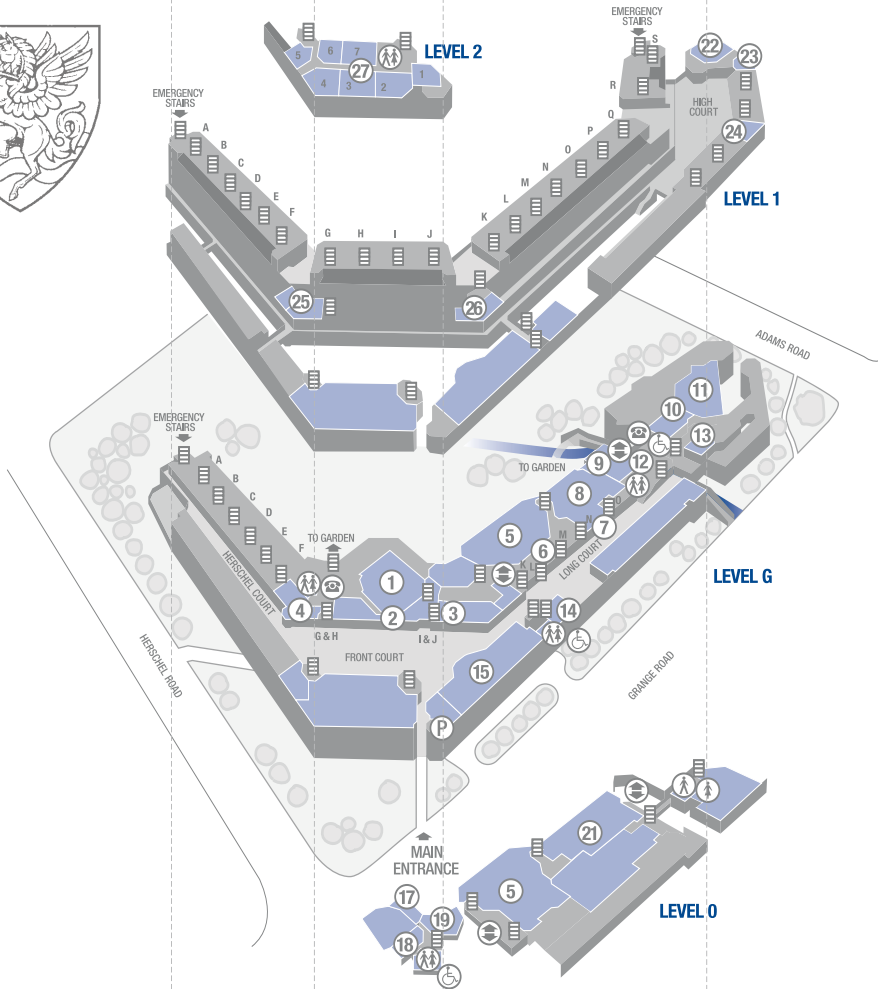 LEVEL 2
5
6
7
27
4
3
2
1
EMERGENCY
STAIRS
S
R
22
23
HIGH
COURT
24
LEVEL 1
EMERGENCY
STAIRS
A
B
C
D
E
F
G
H
I
J
K
L
M
N
O
P
Q
25
26
ADAMS ROAD
EMERGENCY
STAIRS
A
B
C
D
E
F
TO GARDEN
TO GARDEN
HERSCHEL COURT
HERSCHEL ROAD
1
2
3
4
G & H
I & J
FRONT COURT
5
6
7
8
9
10
11
12
13
K
L
M
N
O
LONG COURT
14
15
P
LEVEL G
GRANGE ROAD
MAIN
ENTRANCE
17
18
19
5
21
LEVEL 0